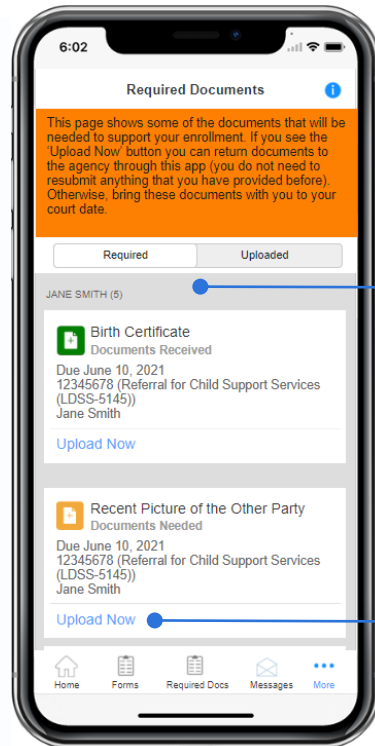 6:02
Required Documents
i
This page shows some of the documents that will be
needed to support your enrollment. If you see the
'Upload Now' button you can return documents to
the agency through this app (you do not need to
resubmit anything that you have provided before).
Otherwise, bring these documents with you to your
court date.
Required Uploaded
JANE SMITH (5)
Birth Certificate
Documents Received
Due June 10, 2021
12345678 (Referral for Child Support Services
(LDSS-5145))
Jane Smith
Upload Now
Recent Picture of the Other Party
Documents Needed
Due June 10, 2021
12345678 (Referral for Child Support Services
(LDSS-5145))
Jane Smith
Upload Now
Home Forms Required Docs Messages More